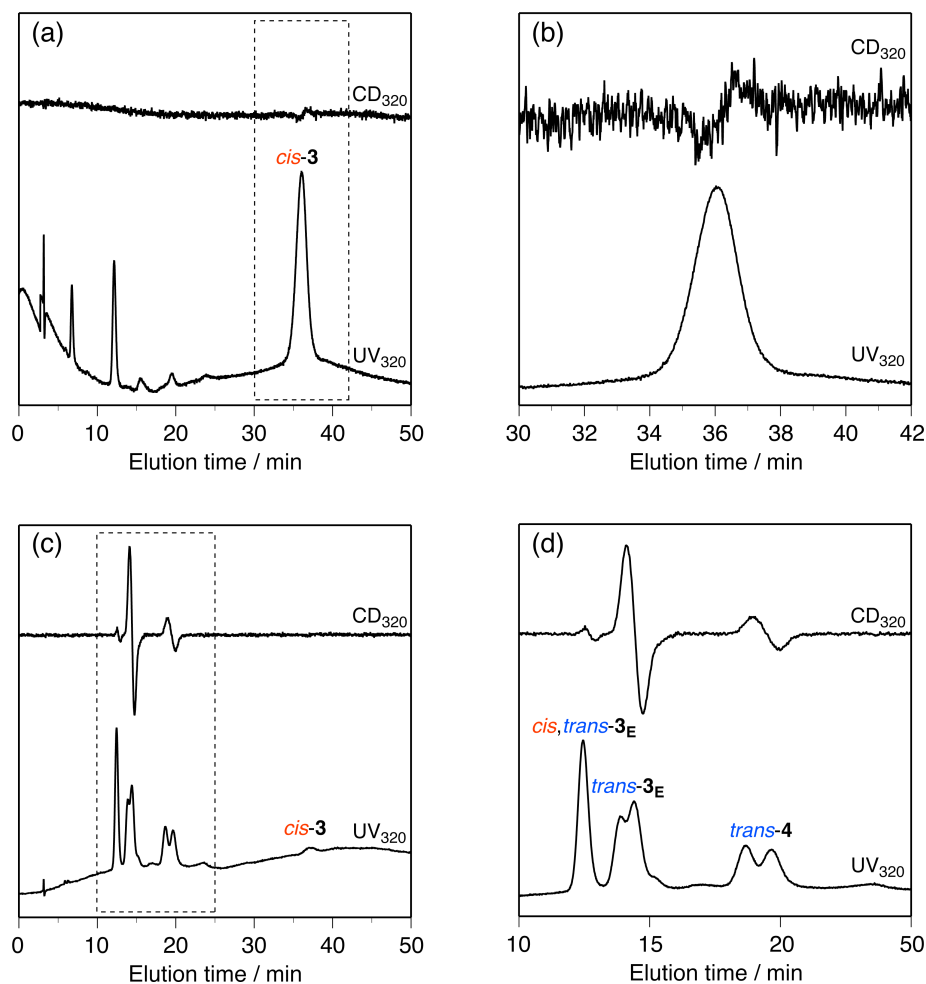 (a)
CD320
cis-3
UV320
0 10 20 30 40 50
Elution time / min
(b)
CD320
UV320
30 32 34 36 38 40 42
Elution time / min
(c)
CD320
cis-3
UV320
0 10 20 30 40 50
Elution time / min
(d)
CD320
cis,trans-3E
trans-3E
trans-4
UV320
10 15 20 50
Elution time / min